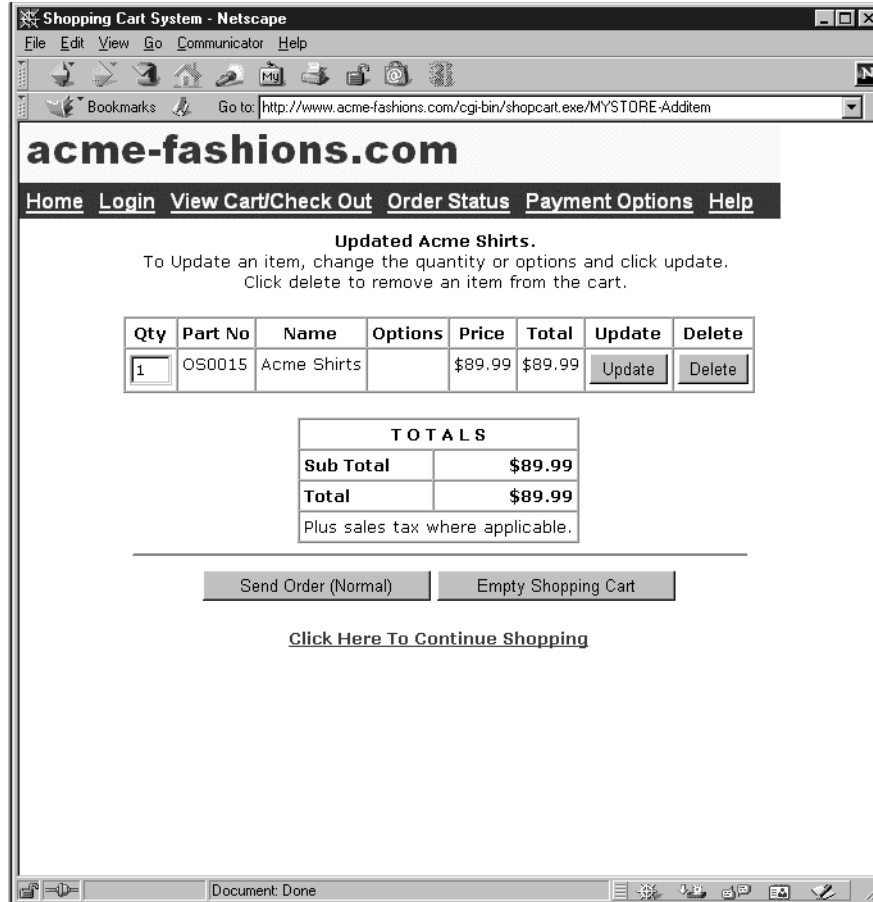 Shopping Cart System - Netscape
File Edit View Go Communicator Help
My
N
Bookmarks Go to: http://www.acme-fashions.com/cgi-bin/shopcart.exe/MYSTORE-Additem
acme-fashions.com
Home Login View Cart/Check Out Order Status Payment Options Help
Updated Acme Shirts.
To Update an item, change the quantity or options and click update.
Click delete to remove an item from the cart.
Qty Part No Name Options Price Total Update Delete
1 OS0015 Acme Shirts $89.99 $89.99 Update Delete
T O T A L S
Sub Total $89.99
Total $89.99
Plus sales tax where applicable.
Send Order (Normal) Empty Shopping Cart
Click Here To Continue Shopping
Document: Done